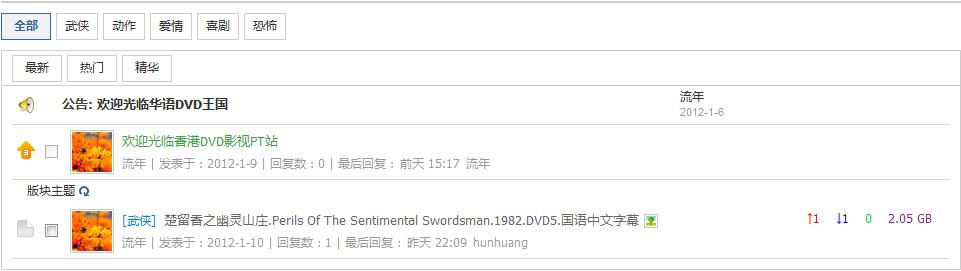 全部 武侠 动作 爱情 喜剧 恐怖
最新 热门 精华
公告: 欢迎光临华语DVD王国 流年
2012-1-6
欢迎光临香港DVD影视PT站
3
流年 | 发表于：2012-1-9 | 回复数：0 | 最后回复： 前天 15:17 流年
版块主题
[武侠] 楚留香之幽灵山庄.Perils Of The Sentimental Swordsman.1982.DVD5.国语中文字幕 ↑1 ↓1 0 2.05 GB
流年 | 发表于：2012-1-10 | 回复数：1 | 最后回复： 昨天 22:09 hunhuang